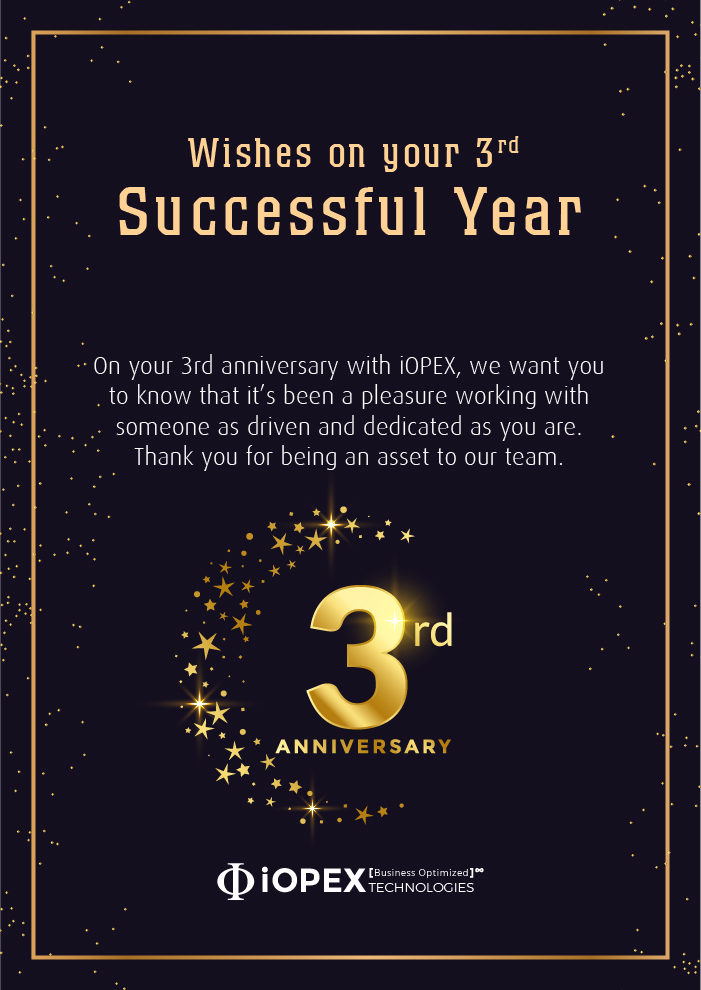 Wishes on your 3rd
Successful Year
On your 3rd anniversary with iOPEX, we want you
to know that it’s been a pleasure working with
someone as driven and dedicated as you are.
Thank you for being an asset to our team.
3rd
ANNIVERSARY
iOPEX [Business Optimized]∞
TECHNOLOGIES